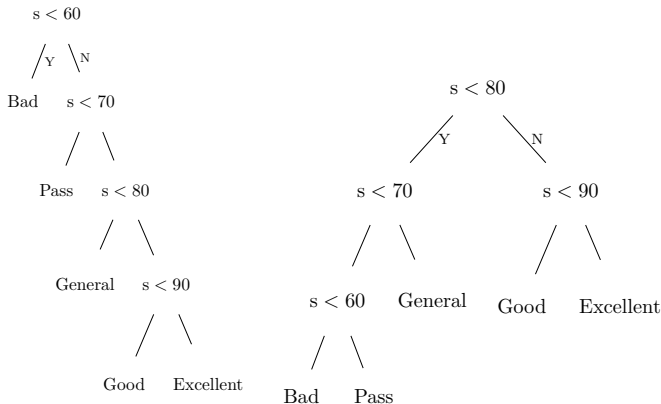 s < 60
Y
N
Bad
s < 70
Pass
s < 80
General
s < 90
Good
Excellent
s < 80
Y
N
s < 70
s < 90
s < 60
General
Good
Excellent
Bad
Pass